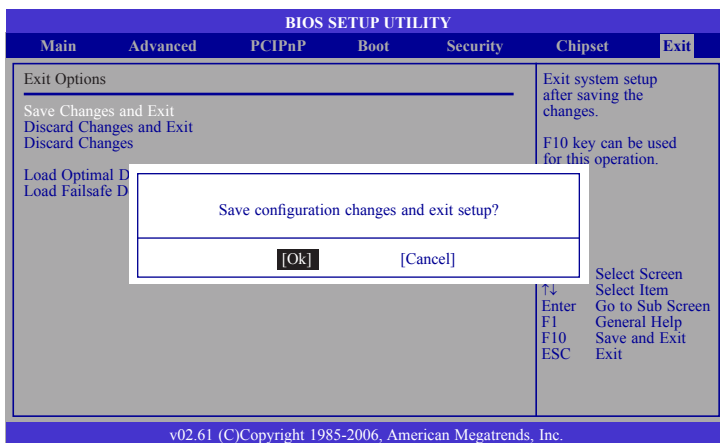 BIOS SETUP UTILITY
Main Advanced PCIPnP Boot Security Chipset Exit
Exit Options
Save Changes and Exit
Discard Changes and Exit
Discard Changes
Load Optimal D
Load Failsafe D
Save configuration changes and exit setup?
[Ok] [Cancel]
Exit system setup
after saving the
changes.
F10 key can be used
for this operation.
Select Screen
↑↓ Select Item
Enter Go to Sub Screen
F1 General Help
F10 Save and Exit
ESC Exit
v02.61 (C)Copyright 1985-2006, American Megatrends, Inc.